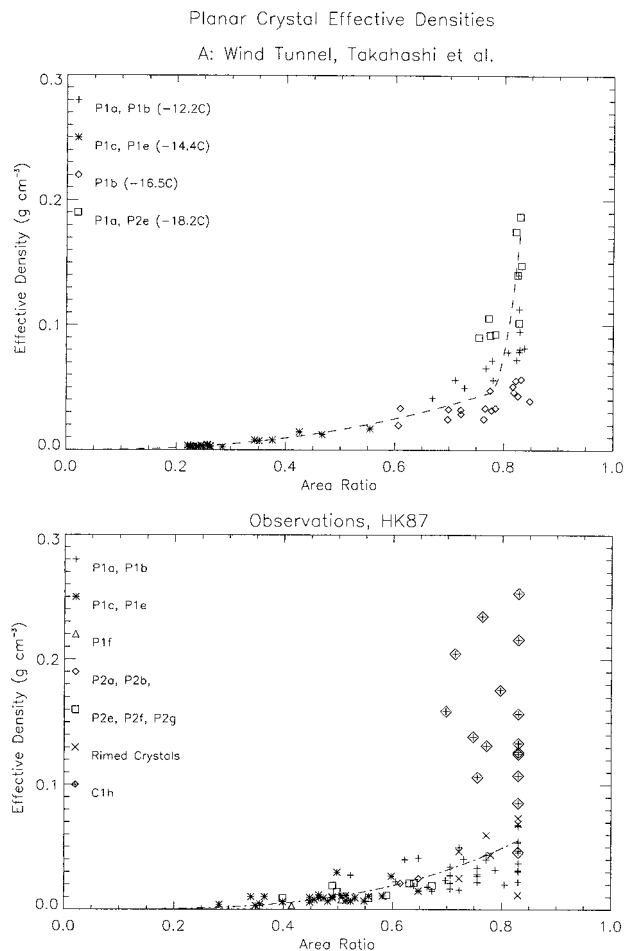 Planar Crystal Effective Densities
A: Wind Tunnel, Takahashi et al.
0.3
P1a, P1b (-12.2C)
P1c, P1e (-14.4C)
P1b (-16.5C)
0.2
P1a, P2e (-18.2C)
Effective Density (g cm⁻³)
0.1
0.0
0.0 0.2 0.4 0.6 0.8 1.0
Area Ratio
Observations, HK87
0.3
P1a, P1b
P1c, P1e
P1f
0.2
P2a, P2b,
P2e, P2f, P2g
Rimed Crystals
C1h
Effective Density (g cm⁻³)
0.1
0.0
0.0 0.2 0.4 0.6 0.8 1.0
Area Ratio